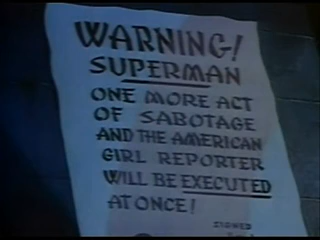 WARNING!
SUPERMAN
ONE MORE ACT
OF SABOTAGE
AND THE AMERICAN
GIRL REPORTER
WILL BE EXECUTED
AT ONCE!
SIGNED